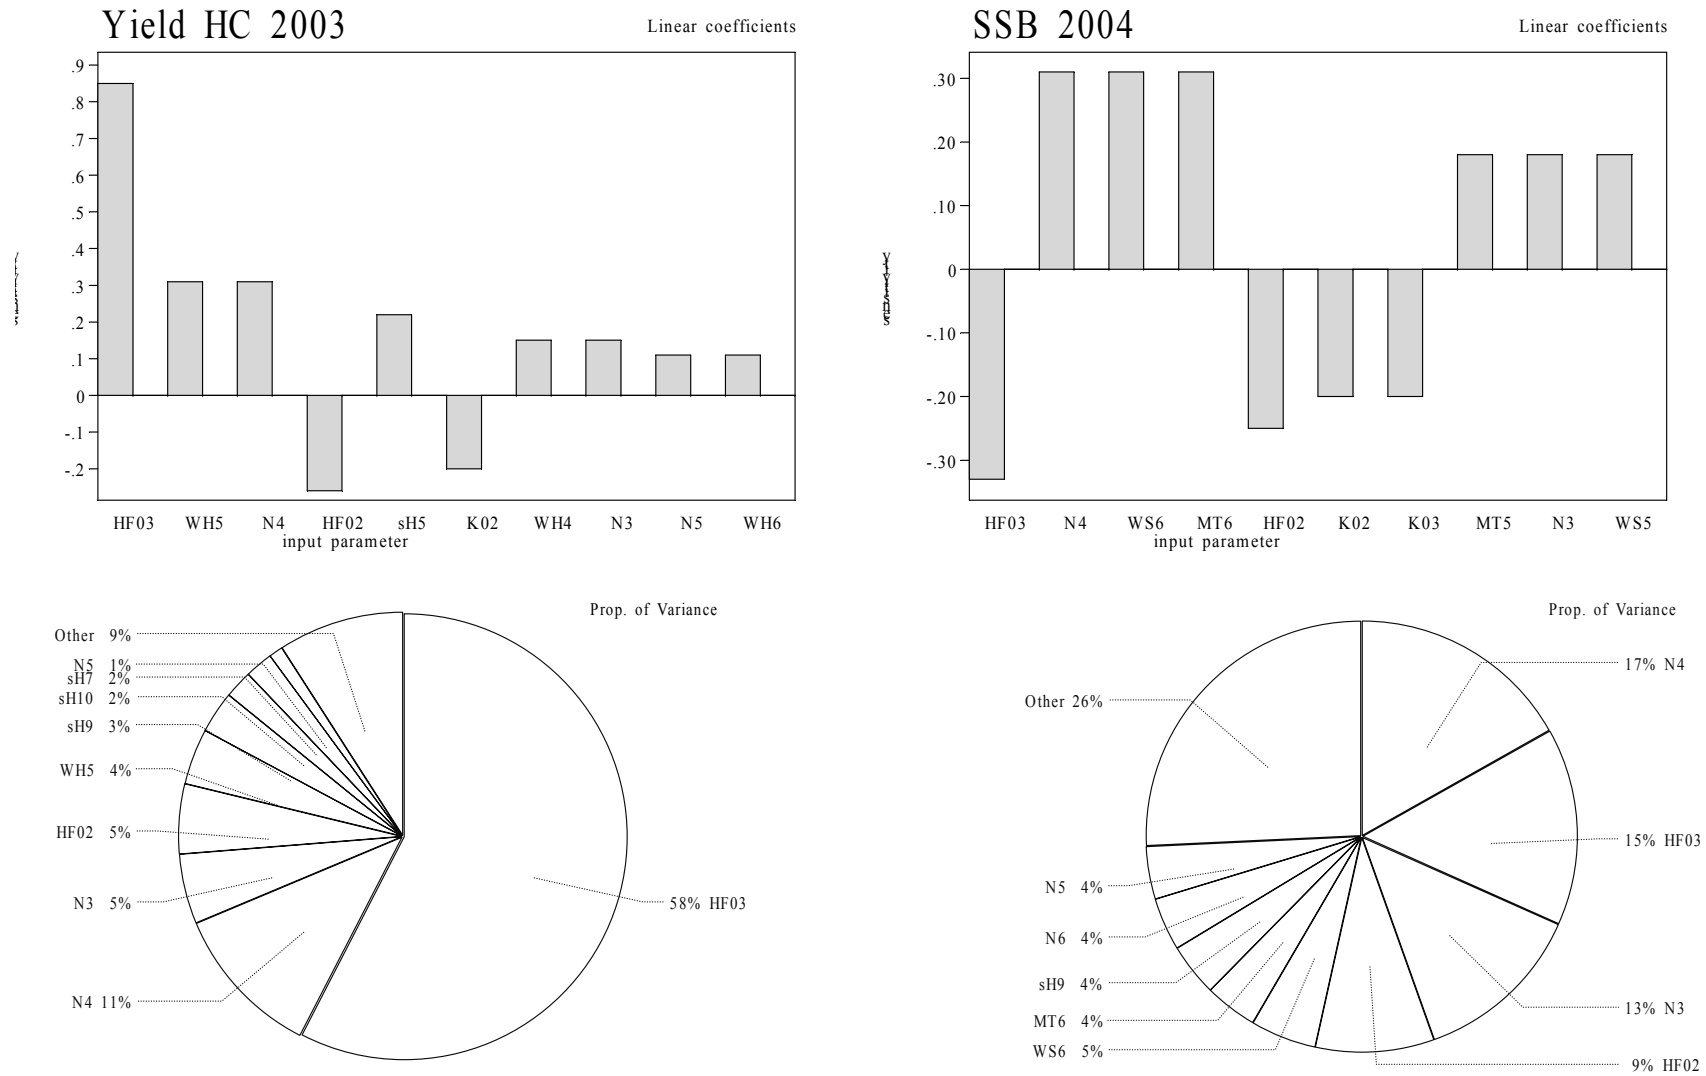 Yield HC 2003
Linear coefficients
.9
.8
.7
.6
.5
.4
.3
.2
.1
0
-.1
-.2
HF03 WH5 N4 HF02 sH5 K02 WH4 N3 N5 WH6
input parameter
SSB 2004
Linear coefficients
.30
.20
.10
0
-.10
-.20
-.30
HF03 N4 WS6 MT6 HF02 K02 K03 MT5 N3 WS5
input parameter
Prop. of Variance
Other 9%
N5 1%
sH7 2%
sH10 2%
sH9 3%
WH5 4%
HF02 5%
N3 5%
N4 11%
58% HF03
Prop. of Variance
17% N4
Other 26%
15% HF03
N5 4%
N6 4%
sH9 4%
MT6 4%
WS6 5%
13% N3
9% HF02